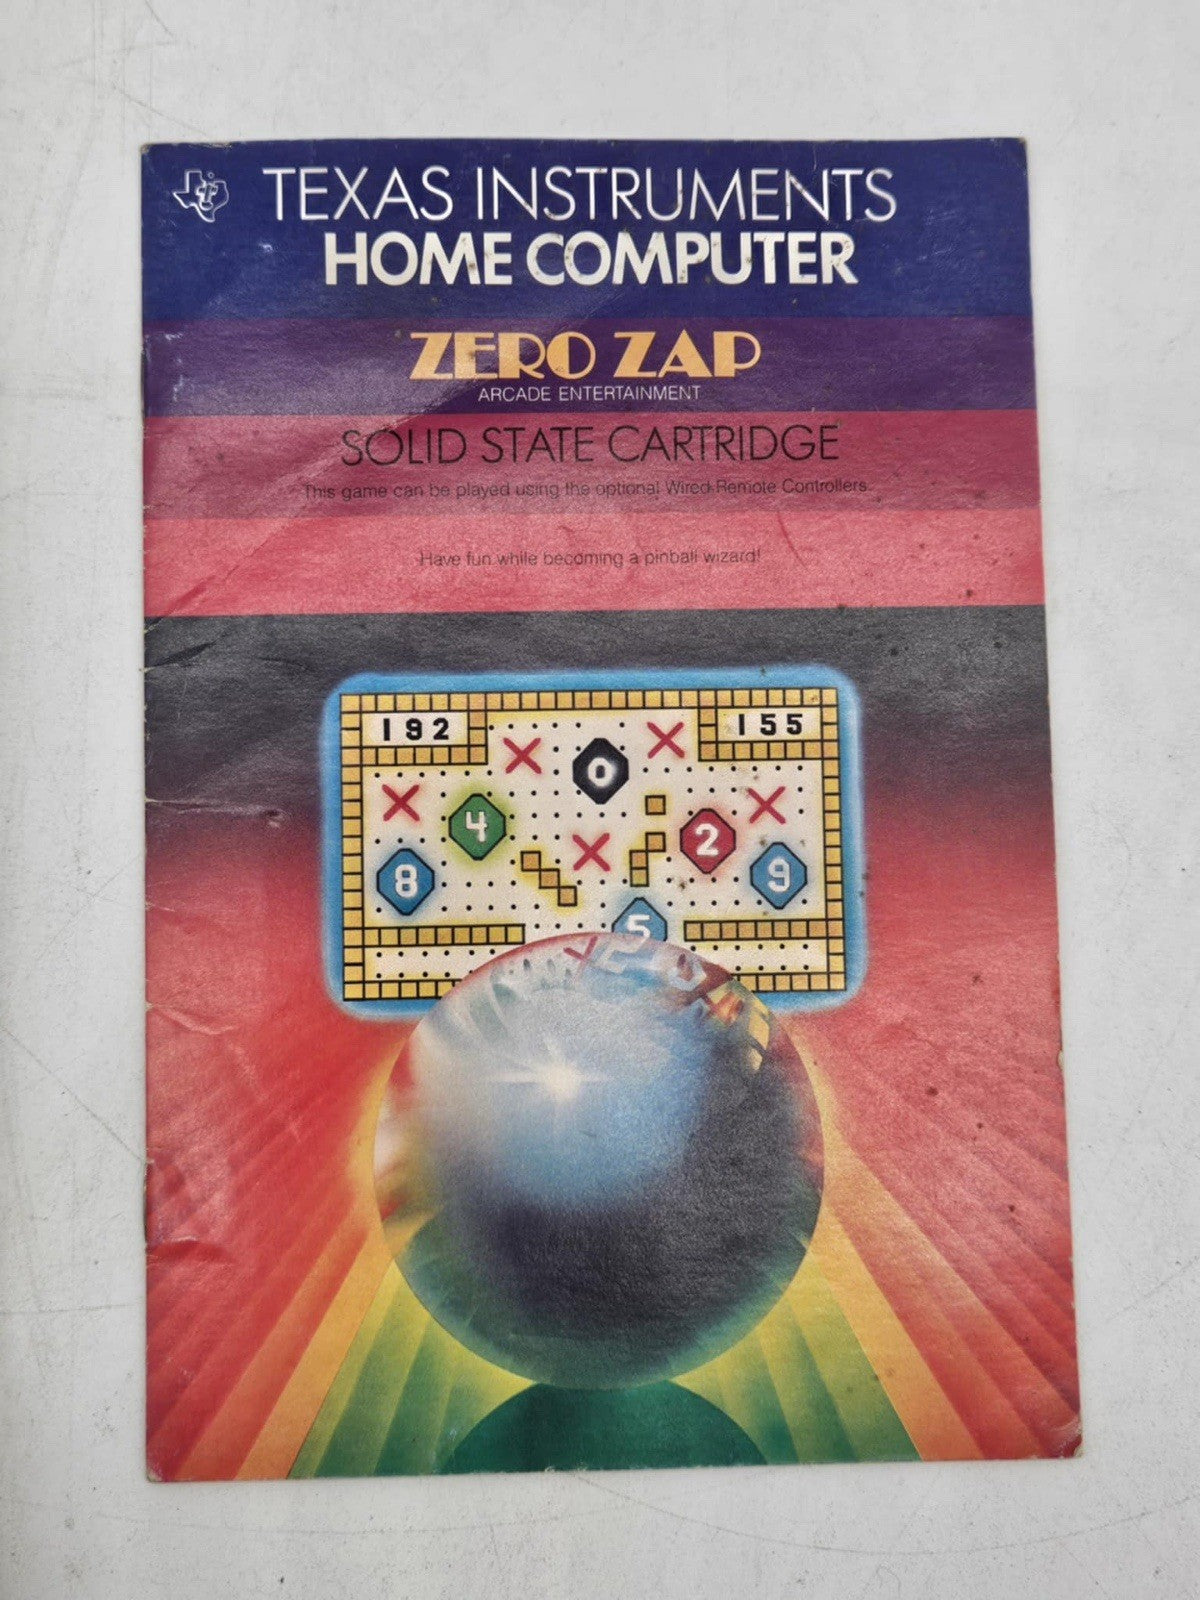 TEXAS INSTRUMENTS
HOME COMPUTER
ZERO ZAP
ARCADE ENTERTAINMENT
SOLID STATE CARTRIDGE
This game can be played using the optional Wired Remote Controllers.
Have fun while becoming a pinball wizard!
192 155
0
4 2
8 9
5